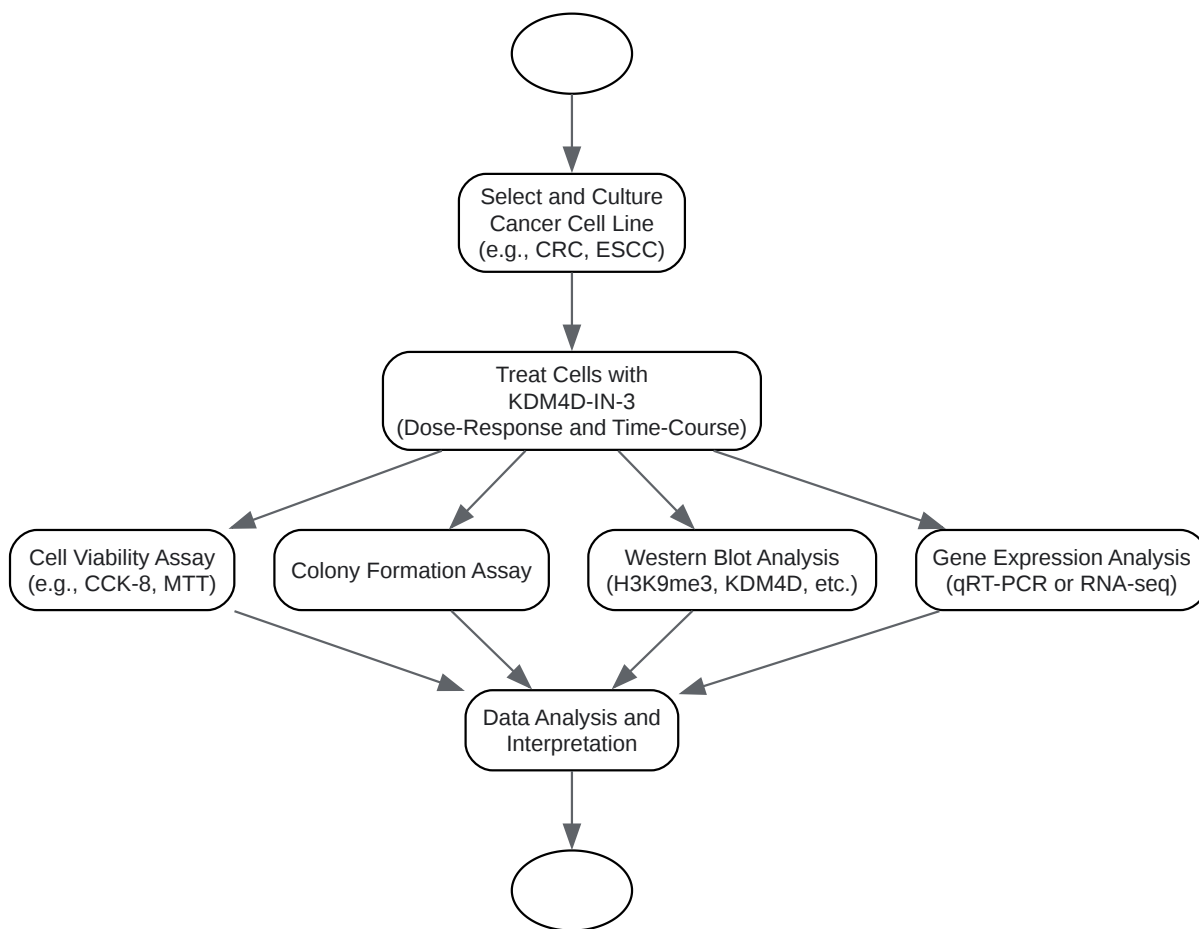 Select and Culture
Cancer Cell Line
(e.g., CRC, ESCC)
Treat Cells with
KDM4D-IN-3
(Dose-Response and Time-Course)
Cell Viability Assay
(e.g., CCK-8, MTT)
Colony Formation Assay
Western Blot Analysis
(H3K9me3, KDM4D, etc.)
Gene Expression Analysis
(qRT-PCR or RNA-seq)
Data Analysis and
Interpretation